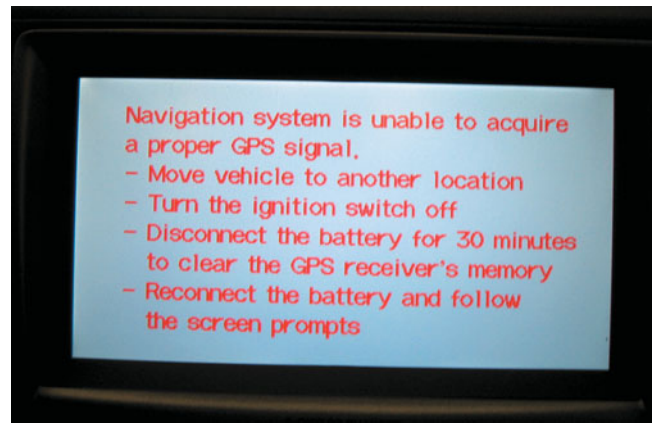 Navigation system is unable to acquire
a proper GPS signal.
- Move vehicle to another location
- Turn the ignition switch off
- Disconnect the battery for 30 minutes
to clear the GPS receiver's memory
- Reconnect the battery and follow
the screen prompts